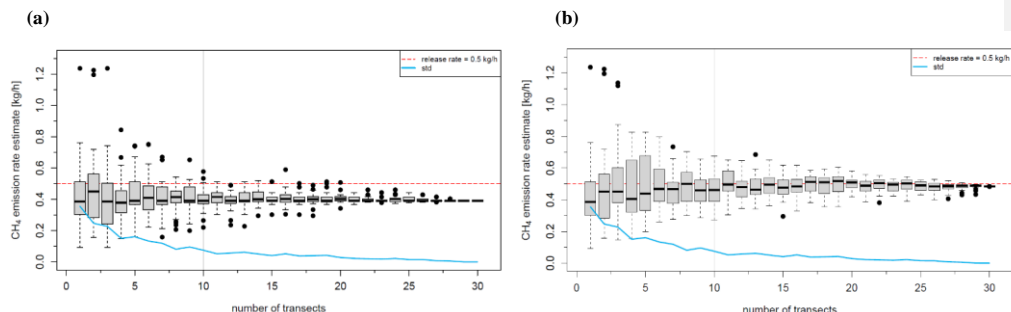 (a)
(b)
release rate = 0.5 kg/h
std
CH₄ emission rate estimate [kg/h]
0.0 0.2 0.4 0.6 0.8 1.0 1.2
0 5 10 15 20 25 30
number of transects
release rate = 0.5 kg/h
std
CH₄ emission rate estimate [kg/h]
0.0 0.2 0.4 0.6 0.8 1.0 1.2
0 5 10 15 20 25 30
number of transects